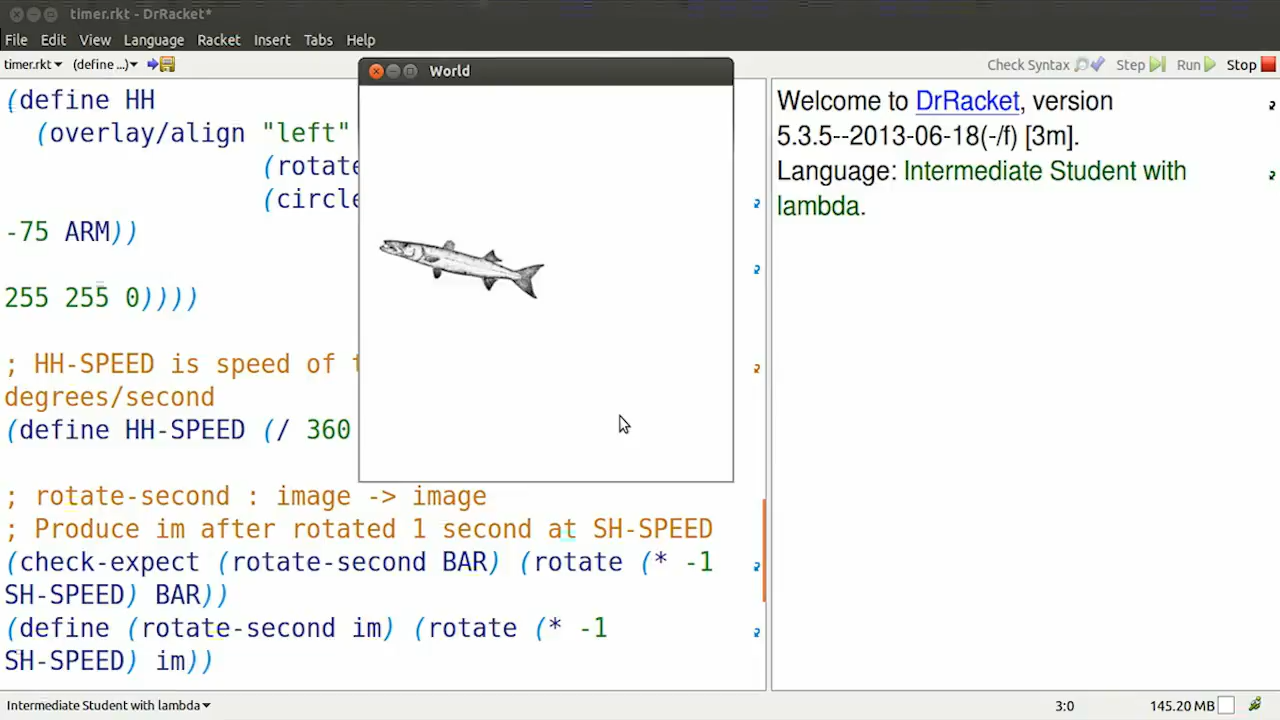 timer.rkt - DrRacket*
File Edit View Language Racket Insert Tabs Help
timer.rkt (define ...) Check Syntax Step Run Stop
World
(define HH
(overlay/align "left"
(rotate
(circle
-75 ARM))
255 255 0))))
; HH-SPEED is speed of
degrees/second
(define HH-SPEED (/ 360
; rotate-second : image -> image
; Produce im after rotated 1 second at SH-SPEED
(check-expect (rotate-second BAR) (rotate (* -1
SH-SPEED) BAR))
(define (rotate-second im) (rotate (* -1
SH-SPEED) im))
Welcome to DrRacket, version
5.3.5--2013-06-18(-/f) [3m].
Language: Intermediate Student with
lambda.
Intermediate Student with lambda 3:0 145.20 MB